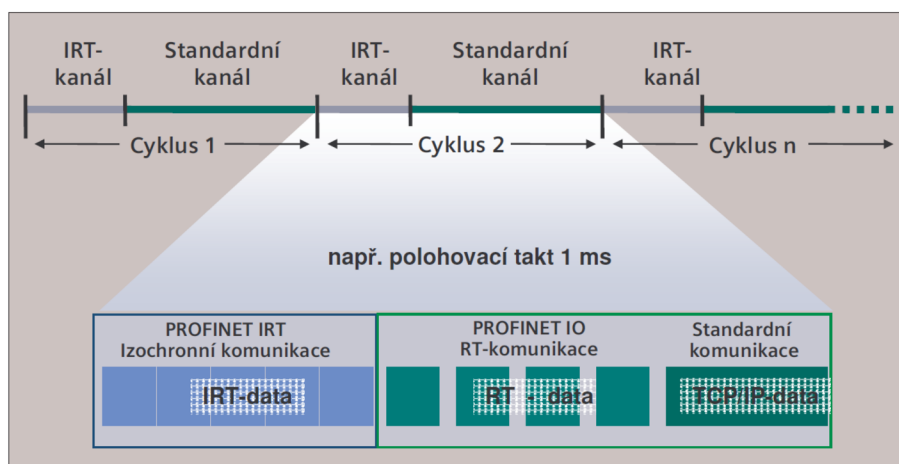 IRT-
kanál
Standardní
kanál
IRT-
kanál
Standardní
kanál
IRT-
kanál
Cyklus 1
Cyklus 2
Cyklus n
např. polohovací takt 1 ms
PROFINET IRT
Izochronní komunikace
PROFINET IO
RT-komunikace
Standardní
komunikace
IRT-data
RT - data
TCP/IP-data